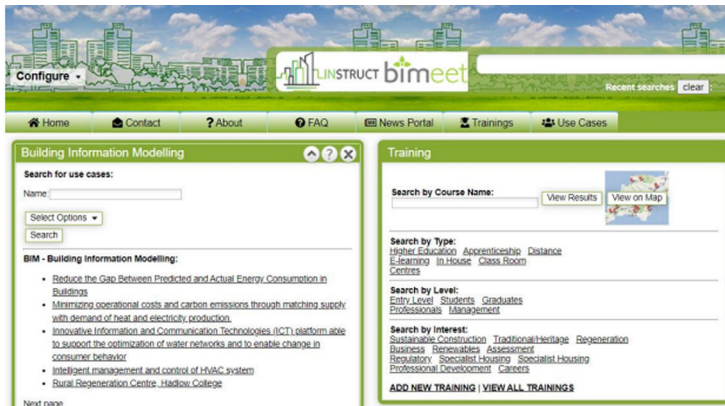 Configure
LINSTRUCT bimeet
Recent searches clear :
Home Contact ? About FAQ News Portal Trainings Use Cases
Building Information Modelling
Search for use cases:
Name:
Select Options
Search
BIM - Building Information Modelling:
Reduce the Gap Between Predicted and Actual Energy Consumption in
Buildings
Minimizing operational costs and carbon emissions through matching supply
with demand of heat and electricity production.
Innovative Information and Communication Technologies (ICT) platform able
to support the optimization of water networks and to enable change in
consumer behavior
Intelligent management and control of HVAC system
Rural Regeneration Centre, Hadlow College
Next page
Training
Search by Course Name:
View Results View on Map
Search by Type:
Higher Education Apprenticeship Distance
E-learning In House Class Room
Centres
Search by Level:
Entry Level Students Graduates
Professionals Management
Search by Interest:
Sustainable Construction Traditional/Heritage Regeneration
Business Renewables Assessment
Regulatory Specialist Housing Specialist Housing
Professional Development Careers
ADD NEW TRAINING | VIEW ALL TRAININGS